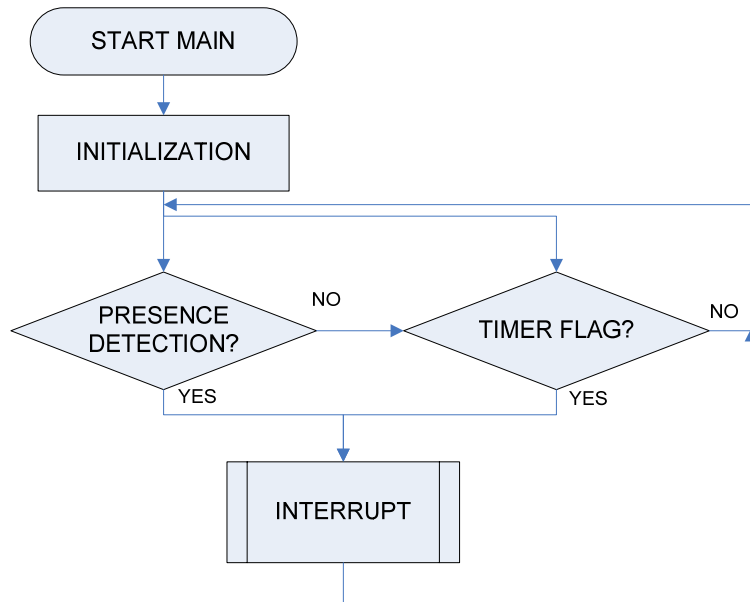 START MAIN
INITIALIZATION
PRESENCE
DETECTION?
NO
TIMER FLAG?
NO
YES
YES
INTERRUPT